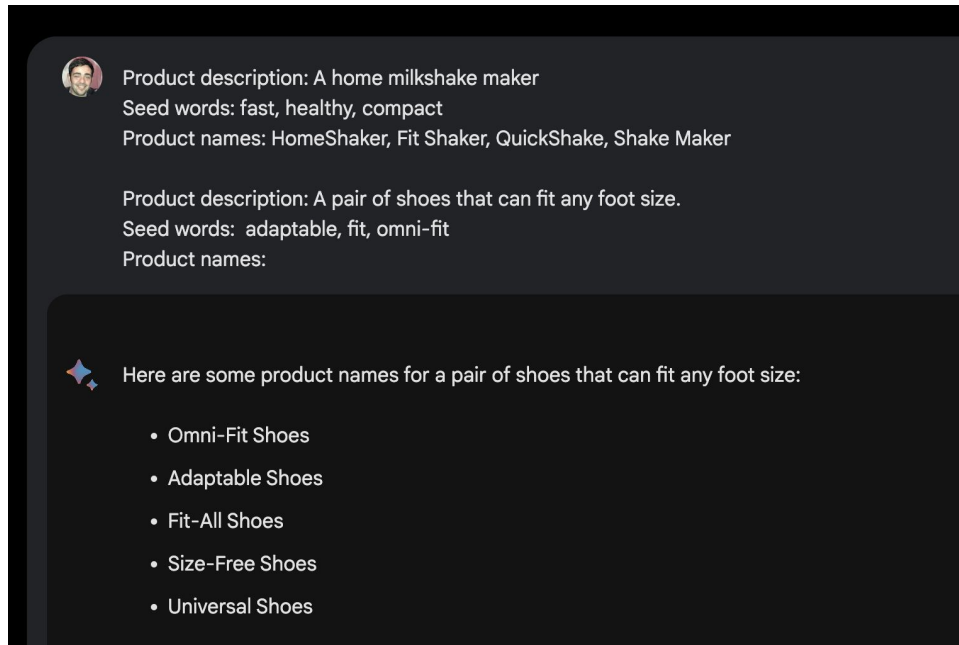 Product description: A home milkshake maker
Seed words: fast, healthy, compact
Product names: HomeShaker, Fit Shaker, QuickShake, Shake Maker
Product description: A pair of shoes that can fit any foot size.
Seed words:  adaptable, fit, omni-fit
Product names:
Here are some product names for a pair of shoes that can fit any foot size:
• Omni-Fit Shoes
• Adaptable Shoes
• Fit-All Shoes
• Size-Free Shoes
• Universal Shoes